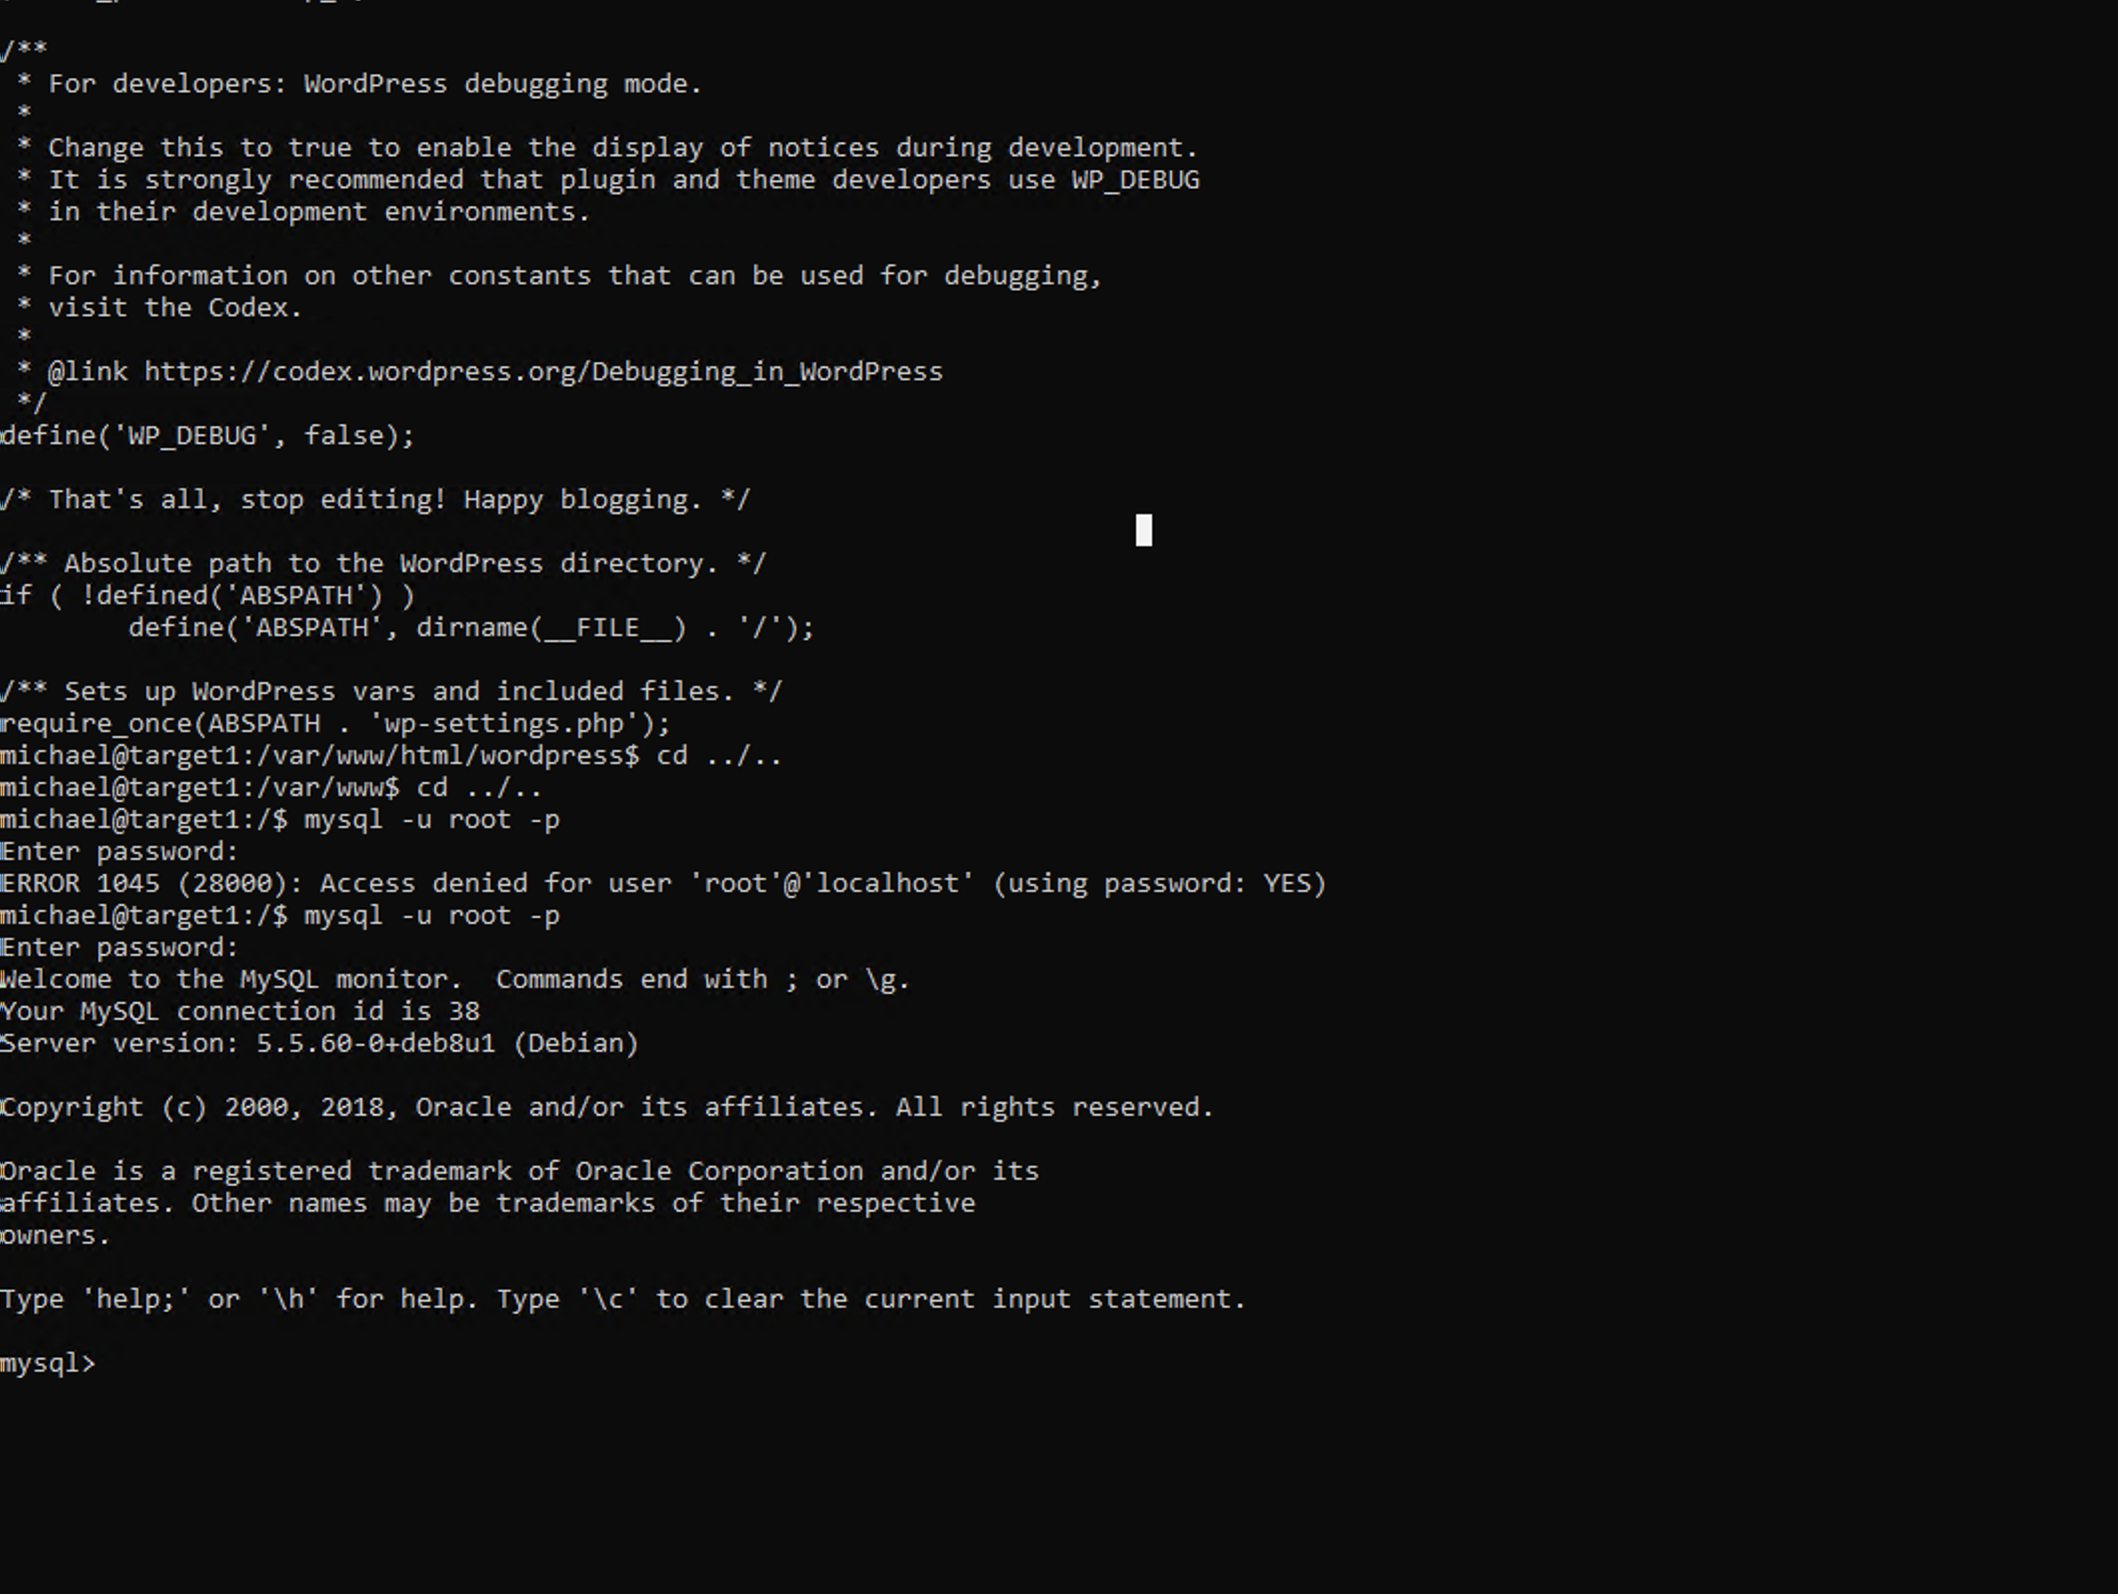 /**
 * For developers: WordPress debugging mode.
 *
 * Change this to true to enable the display of notices during development.
 * It is strongly recommended that plugin and theme developers use WP_DEBUG
 * in their development environments.
 *
 * For information on other constants that can be used for debugging,
 * visit the Codex.
 *
 * @link https://codex.wordpress.org/Debugging_in_WordPress
 */
define('WP_DEBUG', false);

/* That's all, stop editing! Happy blogging. */

/** Absolute path to the WordPress directory. */
if ( !defined('ABSPATH') )
        define('ABSPATH', dirname(__FILE__) . '/');

/** Sets up WordPress vars and included files. */
require_once(ABSPATH . 'wp-settings.php');
michael@target1:/var/www/html/wordpress$ cd ../..
michael@target1:/var/www$ cd ../..
michael@target1:/$ mysql -u root -p
Enter password:
ERROR 1045 (28000): Access denied for user 'root'@'localhost' (using password: YES)
michael@target1:/$ mysql -u root -p
Enter password:
Welcome to the MySQL monitor.  Commands end with ; or \g.
Your MySQL connection id is 38
Server version: 5.5.60-0+deb8u1 (Debian)

Copyright (c) 2000, 2018, Oracle and/or its affiliates. All rights reserved.

Oracle is a registered trademark of Oracle Corporation and/or its
affiliates. Other names may be trademarks of their respective
owners.

Type 'help;' or '\h' for help. Type '\c' to clear the current input statement.

mysql>